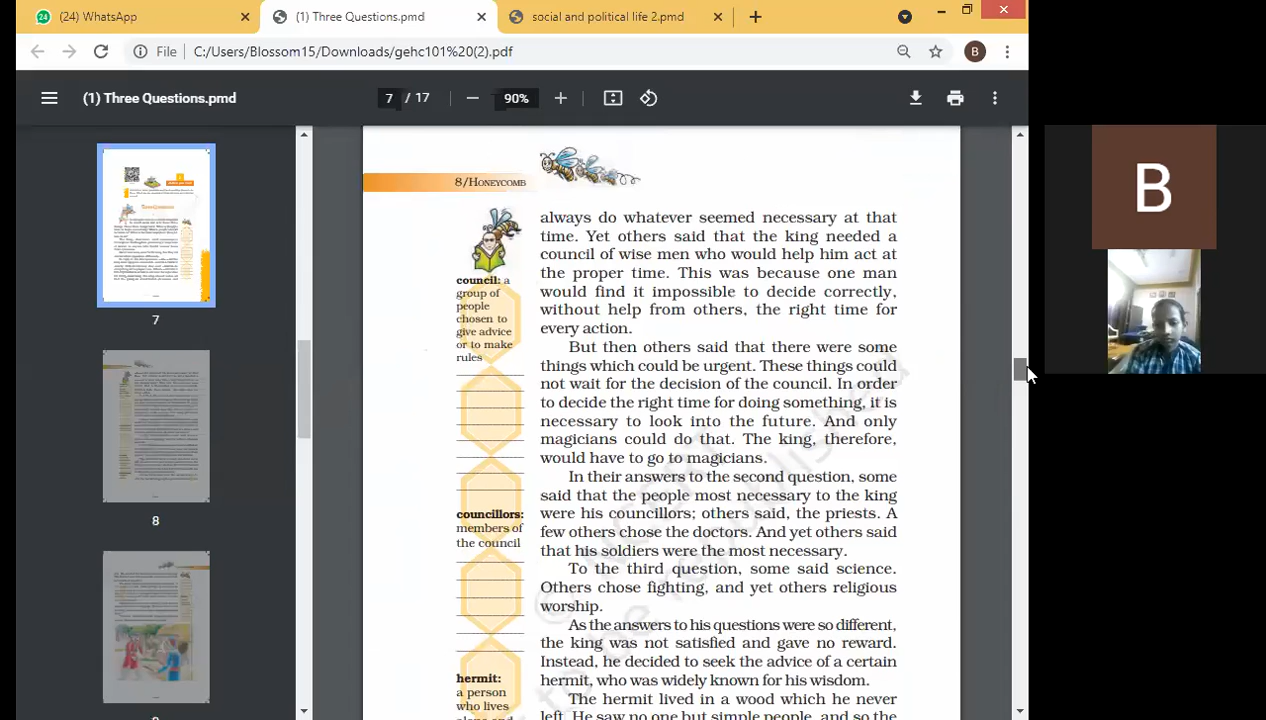 (24) WhatsApp
(1) Three Questions.pmd
social and political life 2.pmd
File
C:/Users/Blossom15/Downloads/gehc101%20(2).pdf
B
(1) Three Questions.pmd
7 / 17
90%
8/HONEYCOMB
always do whatever seemed necessary at that
time. Yet others said that the king needed a
council of wise men who would help him act at
the proper time. This was because one man
would find it impossible to decide correctly,
without help from others, the right time for
every action.
But then others said that there were some
things which could be urgent. These things could
not wait for the decision of the council. In order
to decide the right time for doing something, it is
necessary to look into the future. And only
magicians could do that. The king, therefore,
would have to go to magicians.
In their answers to the second question, some
said that the people most necessary to the king
were his councillors; others said, the priests. A
few others chose the doctors. And yet others said
that his soldiers were the most necessary.
To the third question, some said science.
Others chose fighting, and yet others religious
worship.
As the answers to his questions were so different,
the king was not satisfied and gave no reward.
Instead, he decided to seek the advice of a certain
hermit, who was widely known for his wisdom.
The hermit lived in a wood which he never
left. He saw no one but simple people, and so the
council: a
group of
people
chosen to
give advice
or to make
rules
councillors:
members of
the council
hermit:
a person
who lives
alone and
7
8
B